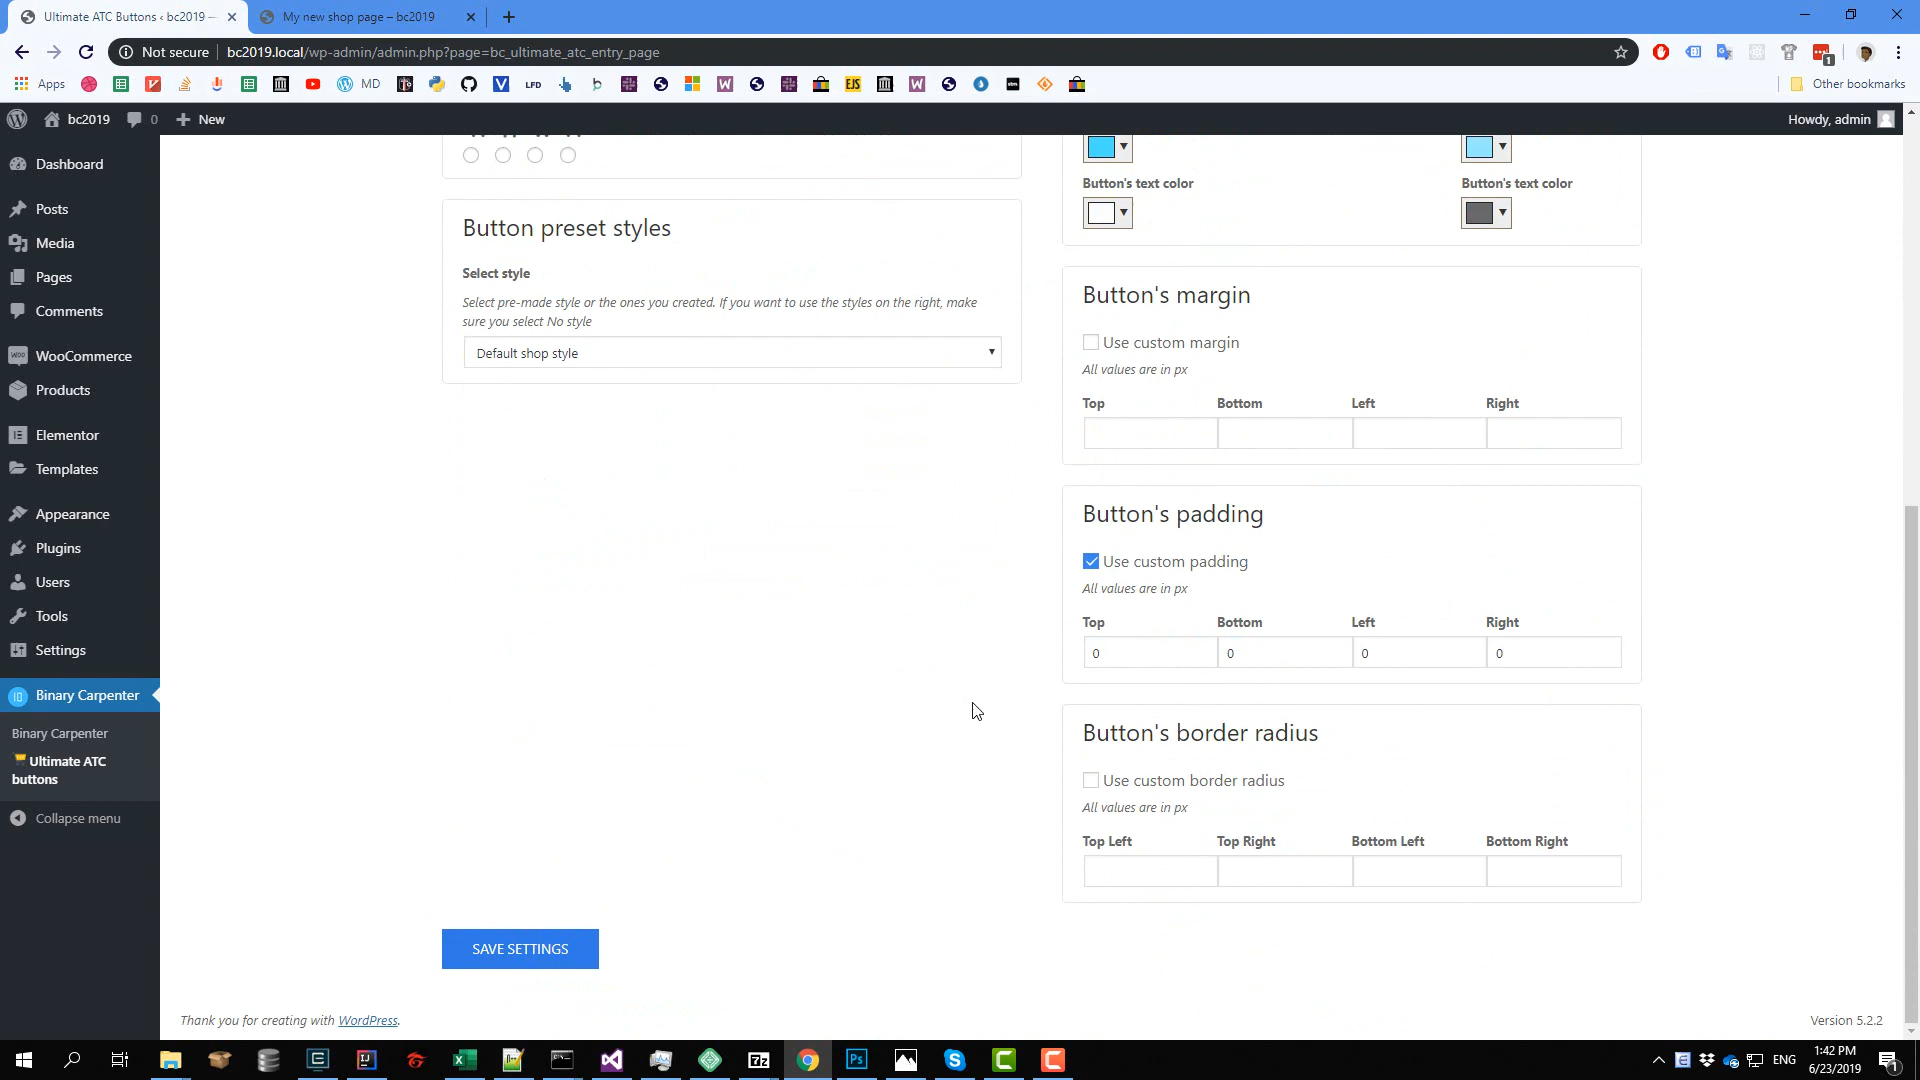 Ultimate ATC Buttons ‹ bc2019 —
My new shop page – bc2019
Not secure
bc2019.local/wp-admin/admin.php?page=bc_ultimate_atc_entry_page
1
Apps
MD
LFD
EJS
Other bookmarks
bc2019
0
New
Howdy, admin
Dashboard
Posts
Media
Pages
Comments
WooCommerce
Products
Elementor
Templates
Appearance
Plugins
Users
Tools
Settings
Binary Carpenter
Binary Carpenter
Ultimate ATC
buttons
Collapse menu
Button preset styles
Select style
Select pre-made style or the ones you created. If you want to use the styles on the right, make
sure you select No style
Default shop style
Button's text color
Button's text color
Button's margin
Use custom margin
All values are in px
Top Bottom Left Right
Button's padding
Use custom padding
All values are in px
Top Bottom Left Right
0 0 0 0
Button's border radius
Use custom border radius
All values are in px
Top Left Top Right Bottom Left Bottom Right
SAVE SETTINGS
Thank you for creating with WordPress.
Version 5.2.2
Ps
ENG
1:42 PM
6/23/2019
1